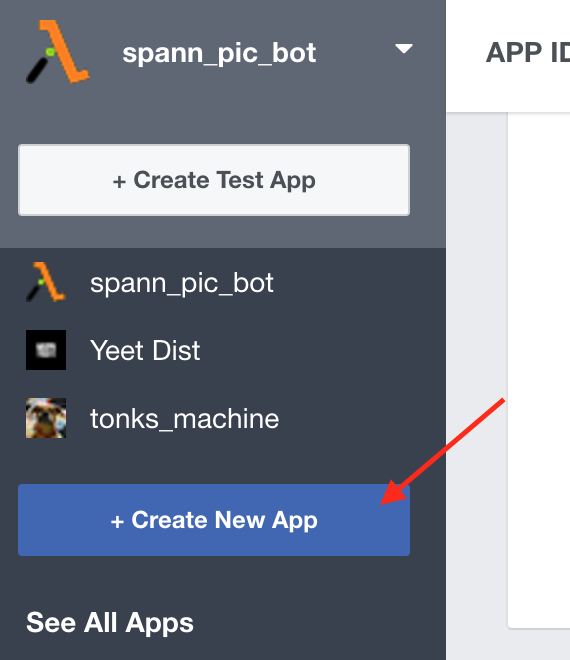 spann_pic_bot
APP ID
+ Create Test App
spann_pic_bot
Yeet Dist
tonks_machine
+ Create New App
See All Apps